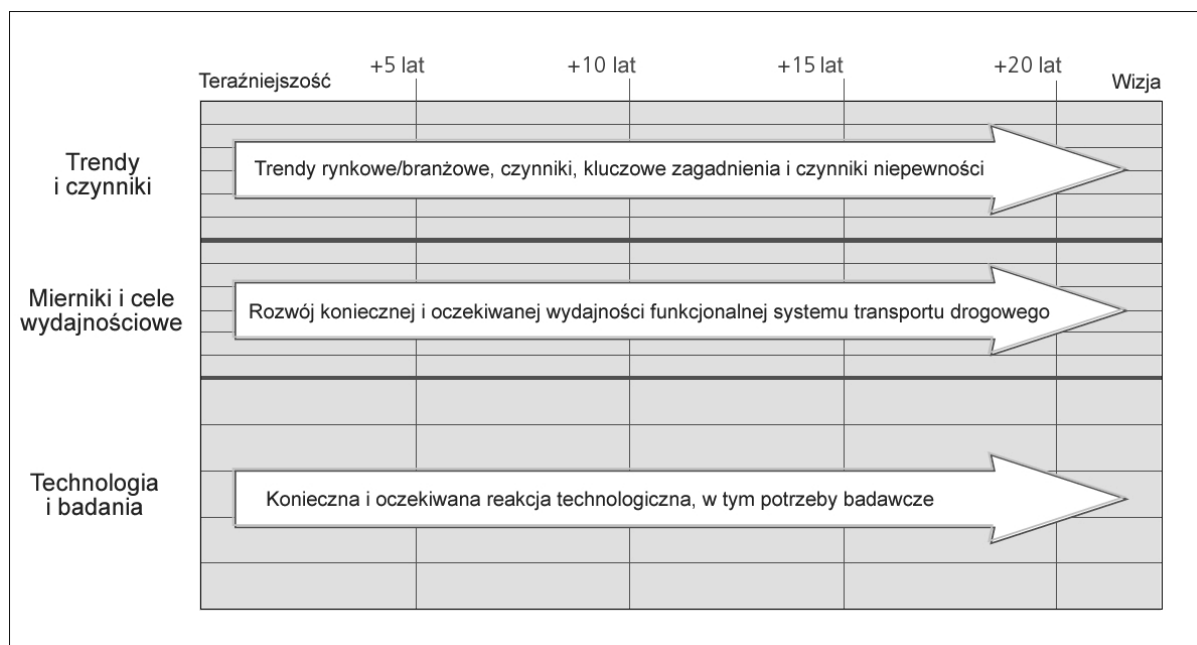 Teraźniejszość
+5 lat
+10 lat
+15 lat
+20 lat
Wizja
Trendy
i czynniki
Trendy rynkowe/branżowe, czynniki, kluczowe zagadnienia i czynniki niepewności
Mierniki i cele
wydajnościowe
Rozwój koniecznej i oczekiwanej wydajności funkcjonalnej systemu transportu drogowego
Technologia
i badania
Konieczna i oczekiwana reakcja technologiczna, w tym potrzeby badawcze